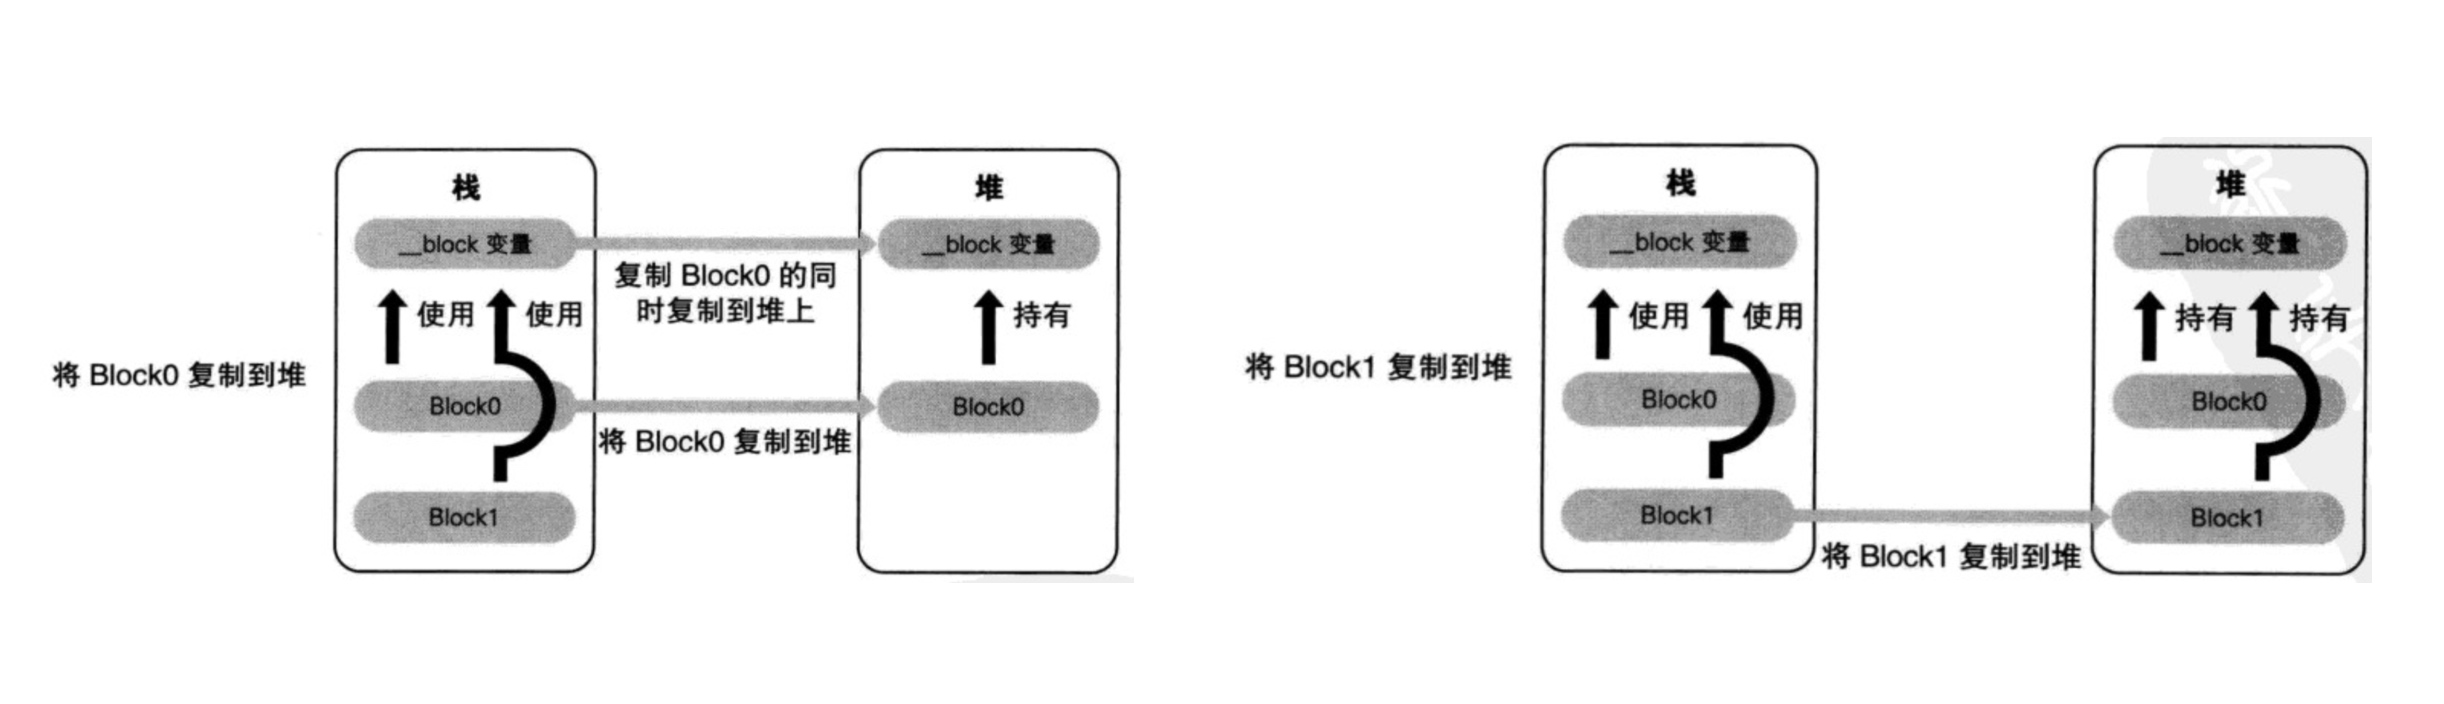 将 Block0 复制到堆
栈
__block 变量
使用
使用
Block0
Block1
复制 Block0 的同
时复制到堆上
将 Block0 复制到堆
堆
__block 变量
持有
Block0
将 Block1 复制到堆
栈
__block 变量
使用
使用
Block0
Block1
将 Block1 复制到堆
堆
__block 变量
持有
持有
Block0
Block1